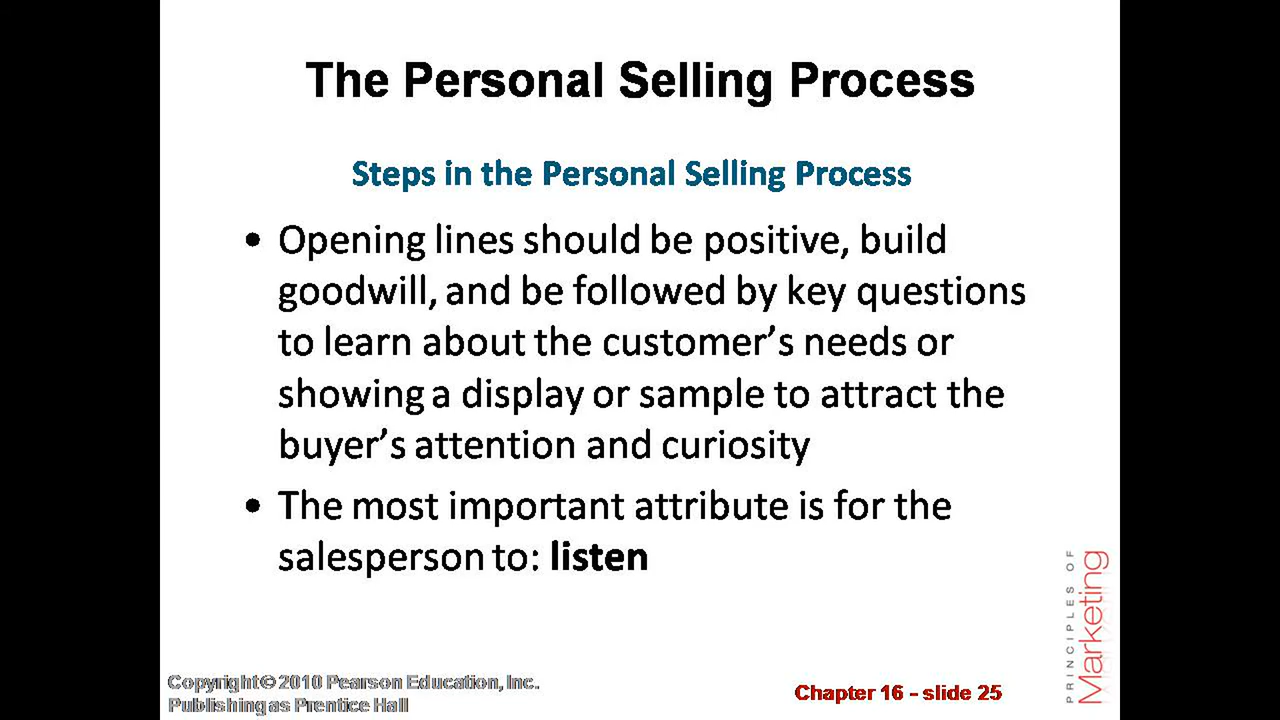 The Personal Selling Process
Steps in the Personal Selling Process
• Opening lines should be positive, build
goodwill, and be followed by key questions
to learn about the customer’s needs or
showing a display or sample to attract the
buyer’s attention and curiosity
• The most important attribute is for the
salesperson to: listen
PRINCIPLES OF
Marketing
Copyright © 2010 Pearson Education, Inc.
Publishing as Prentice Hall
Chapter 16 - slide 25